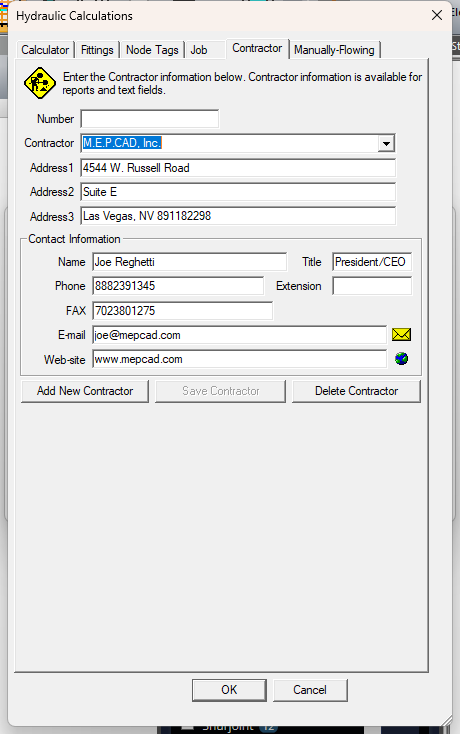 Hydraulic Calculations
Calculator Fittings Node Tags Job Contractor Manually-Flowing
Enter the Contractor information below. Contractor information is available for
reports and text fields.
Number
Contractor M.E.P.CAD, Inc.
Address1 4544 W. Russell Road
Address2 Suite E
Address3 Las Vegas, NV 891182298
Contact Information
Name Joe Reghetti Title President/CEO
Phone 8882391345 Extension
FAX 7023801275
E-mail joe@mepcad.com
Web-site www.mepcad.com
Add New Contractor Save Contractor Delete Contractor
OK Cancel
12